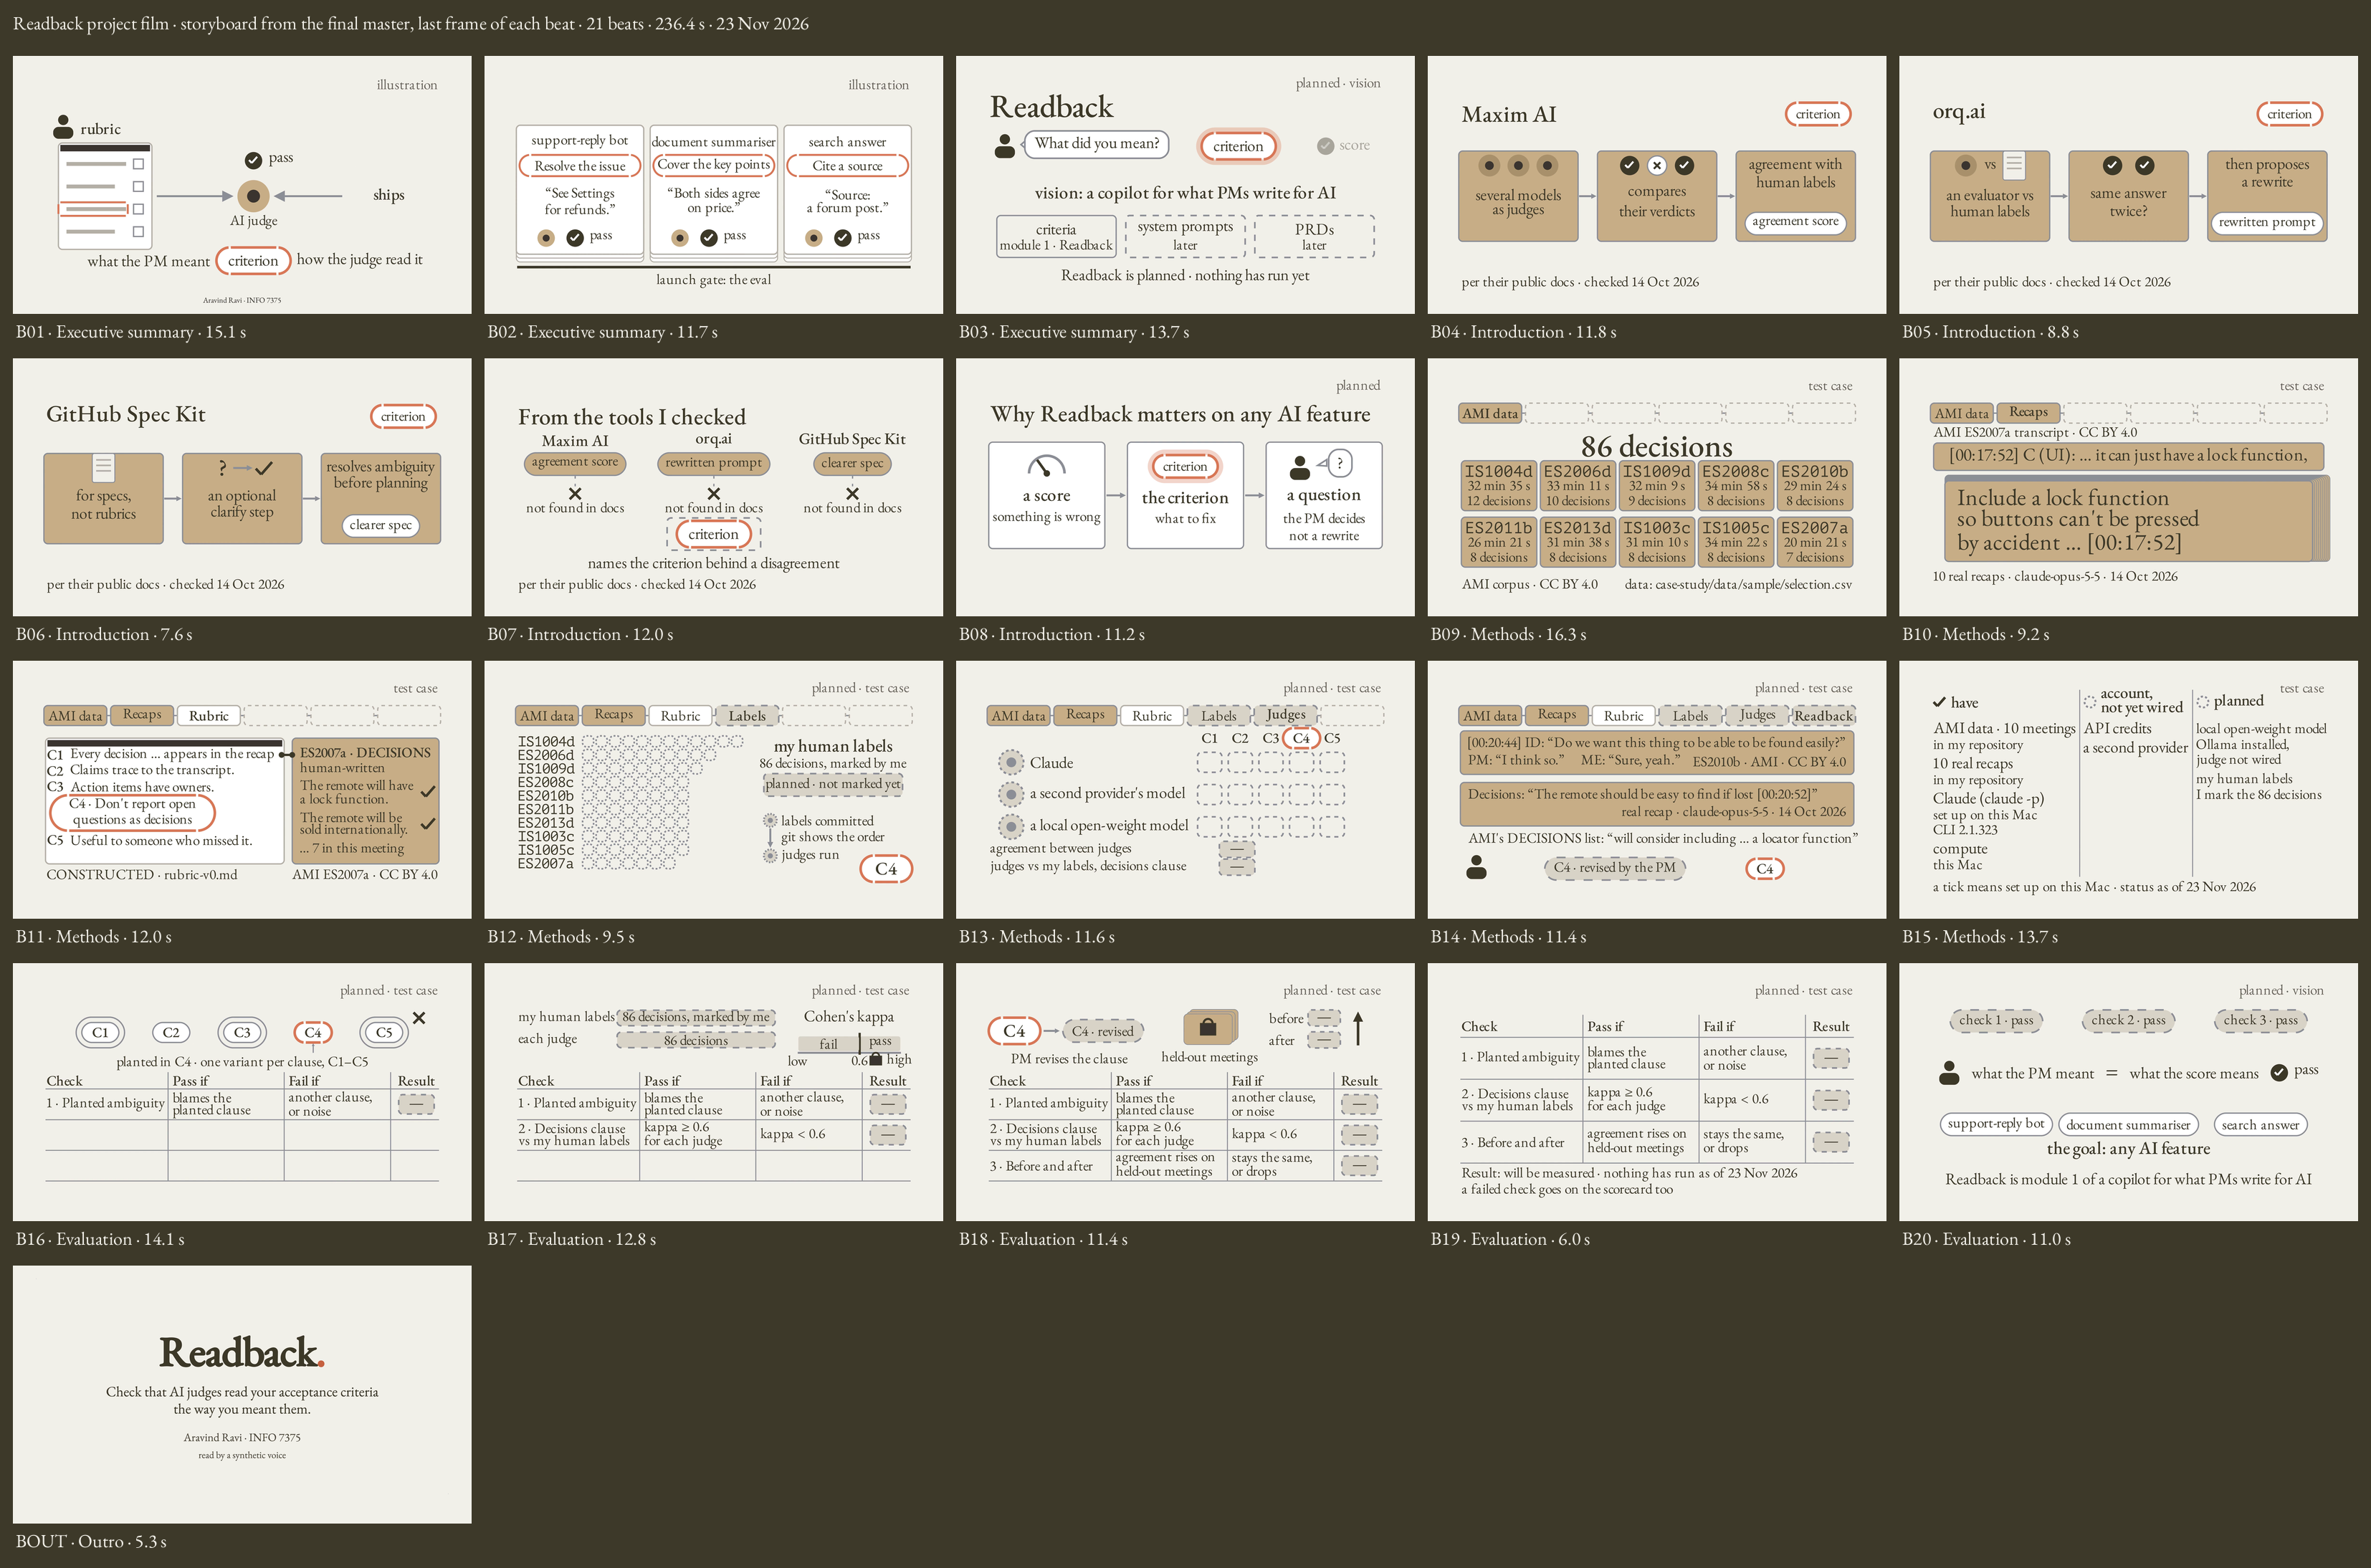 Readback project film · storyboard from the final master, last frame of each beat · 21 beats · 236.4 s · 23 Nov 2026
illustration
rubric
pass
ships
AI judge
what the PM meant
criterion
how the judge read it
Aravind Ravi · INFO 7375
B01 · Executive summary · 15.1 s
illustration
support-reply bot
Resolve the issue
“See Settings
for refunds.”
pass
document summariser
Cover the key points
“Both sides agree
on price.”
pass
search answer
Cite a source
“Source:
a forum post.”
pass
launch gate: the eval
B02 · Executive summary · 11.7 s
planned · vision
Readback
What did you mean?
criterion
score
vision: a copilot for what PMs write for AI
criteria
module 1 · Readback
system prompts
later
PRDs
later
Readback is planned · nothing has run yet
B03 · Executive summary · 13.7 s
Maxim AI
criterion
several models
as judges
compares
their verdicts
agreement with
human labels
agreement score
per their public docs · checked 14 Oct 2026
B04 · Introduction · 11.8 s
orq.ai
criterion
vs
an evaluator vs
human labels
same answer
twice?
then proposes
a rewrite
rewritten prompt
per their public docs · checked 14 Oct 2026
B05 · Introduction · 8.8 s
GitHub Spec Kit
criterion
for specs,
not rubrics
?
an optional
clarify step
resolves ambiguity
before planning
clearer spec
per their public docs · checked 14 Oct 2026
B06 · Introduction · 7.6 s
From the tools I checked
Maxim AI
agreement score
not found in docs
orq.ai
rewritten prompt
not found in docs
GitHub Spec Kit
clearer spec
not found in docs
criterion
names the criterion behind a disagreement
per their public docs · checked 14 Oct 2026
B07 · Introduction · 12.0 s
planned
Why Readback matters on any AI feature
a score
something is wrong
criterion
the criterion
what to fix
?
a question
the PM decides
not a rewrite
B08 · Introduction · 11.2 s
test case
AMI data
86 decisions
IS1004d
32 min 35 s
12 decisions
ES2006d
33 min 11 s
10 decisions
IS1009d
32 min 9 s
9 decisions
ES2008c
34 min 58 s
8 decisions
ES2010b
29 min 24 s
8 decisions
ES2011b
26 min 21 s
8 decisions
ES2013d
31 min 38 s
8 decisions
IS1003c
31 min 10 s
8 decisions
IS1005c
34 min 22 s
8 decisions
ES2007a
20 min 21 s
7 decisions
AMI corpus · CC BY 4.0
data: case-study/data/sample/selection.csv
B09 · Methods · 16.3 s
test case
AMI data
Recaps
AMI ES2007a transcript · CC BY 4.0
[00:17:52] C (UI): ... it can just have a lock function,
Include a lock function
so buttons can't be pressed
by accident ... [00:17:52]
10 real recaps · claude-opus-5-5 · 14 Oct 2026
B10 · Methods · 9.2 s
test case
AMI data
Recaps
Rubric
C1 Every decision ... appears in the recap
C2 Claims trace to the transcript.
C3 Action items have owners.
C4 · Don't report open
questions as decisions
C5 Useful to someone who missed it.
ES2007a · DECISIONS
human-written
The remote will have
a lock function.
The remote will be
sold internationally.
... 7 in this meeting
CONSTRUCTED · rubric-v0.md
AMI ES2007a · CC BY 4.0
B11 · Methods · 12.0 s
planned · test case
AMI data
Recaps
Rubric
Labels
IS1004d
ES2006d
IS1009d
ES2008c
ES2010b
ES2011b
ES2013d
IS1003c
IS1005c
ES2007a
my human labels
86 decisions, marked by me
planned · not marked yet
labels committed
git shows the order
judges run
C4
B12 · Methods · 9.5 s
planned · test case
AMI data
Recaps
Rubric
Labels
Judges
C1 C2 C3 C4 C5
Claude
a second provider's model
a local open-weight model
agreement between judges
—
judges vs my labels, decisions clause
—
B13 · Methods · 11.6 s
planned · test case
AMI data
Recaps
Rubric
Labels
Judges
Readback
[00:20:44] ID: “Do we want this thing to be able to be found easily?”
PM: “I think so.” ME: “Sure, yeah.” ES2010b · AMI · CC BY 4.0
Decisions: “The remote should be easy to find if lost [00:20:52]”
real recap · claude-opus-5-5 · 14 Oct 2026
AMI's DECISIONS list: “will consider including ... a locator function”
C4 · revised by the PM
C4
B14 · Methods · 11.4 s
test case
have
AMI data · 10 meetings
in my repository
10 real recaps
in my repository
Claude (claude -p)
set up on this Mac
CLI 2.1.323
compute
this Mac
account,
not yet wired
API credits
a second provider
planned
local open-weight model
Ollama installed,
judge not wired
my human labels
I mark the 86 decisions
a tick means set up on this Mac · status as of 23 Nov 2026
B15 · Methods · 13.7 s
planned · test case
C1
C2
C3
C4
C5
planted in C4 · one variant per clause, C1–C5
Check Pass if Fail if Result
1 · Planted ambiguity
blames the
planted clause
another clause,
or noise
—
B16 · Evaluation · 14.1 s
planned · test case
my human labels
86 decisions, marked by me
each judge
86 decisions
Cohen's kappa
fail
pass
low
0.6
high
Check Pass if Fail if Result
1 · Planted ambiguity
blames the
planted clause
another clause,
or noise
—
2 · Decisions clause
vs my human labels
kappa ≥ 0.6
for each judge
kappa < 0.6
—
B17 · Evaluation · 12.8 s
planned · test case
C4
C4 · revised
PM revises the clause
held-out meetings
before
—
after
—
Check Pass if Fail if Result
1 · Planted ambiguity
blames the
planted clause
another clause,
or noise
—
2 · Decisions clause
vs my human labels
kappa ≥ 0.6
for each judge
kappa < 0.6
—
3 · Before and after
agreement rises on
held-out meetings
stays the same,
or drops
—
B18 · Evaluation · 11.4 s
planned · test case
Check Pass if Fail if Result
1 · Planted ambiguity
blames the
planted clause
another clause,
or noise
—
2 · Decisions clause
vs my human labels
kappa ≥ 0.6
for each judge
kappa < 0.6
—
3 · Before and after
agreement rises on
held-out meetings
stays the same,
or drops
—
Result: will be measured · nothing has run as of 23 Nov 2026
a failed check goes on the scorecard too
B19 · Evaluation · 6.0 s
planned · vision
check 1 · pass
check 2 · pass
check 3 · pass
what the PM meant = what the score means
pass
support-reply bot
document summariser
search answer
the goal: any AI feature
Readback is module 1 of a copilot for what PMs write for AI
B20 · Evaluation · 11.0 s
Readback.
Check that AI judges read your acceptance criteria
the way you meant them.
Aravind Ravi · INFO 7375
read by a synthetic voice
BOUT · Outro · 5.3 s